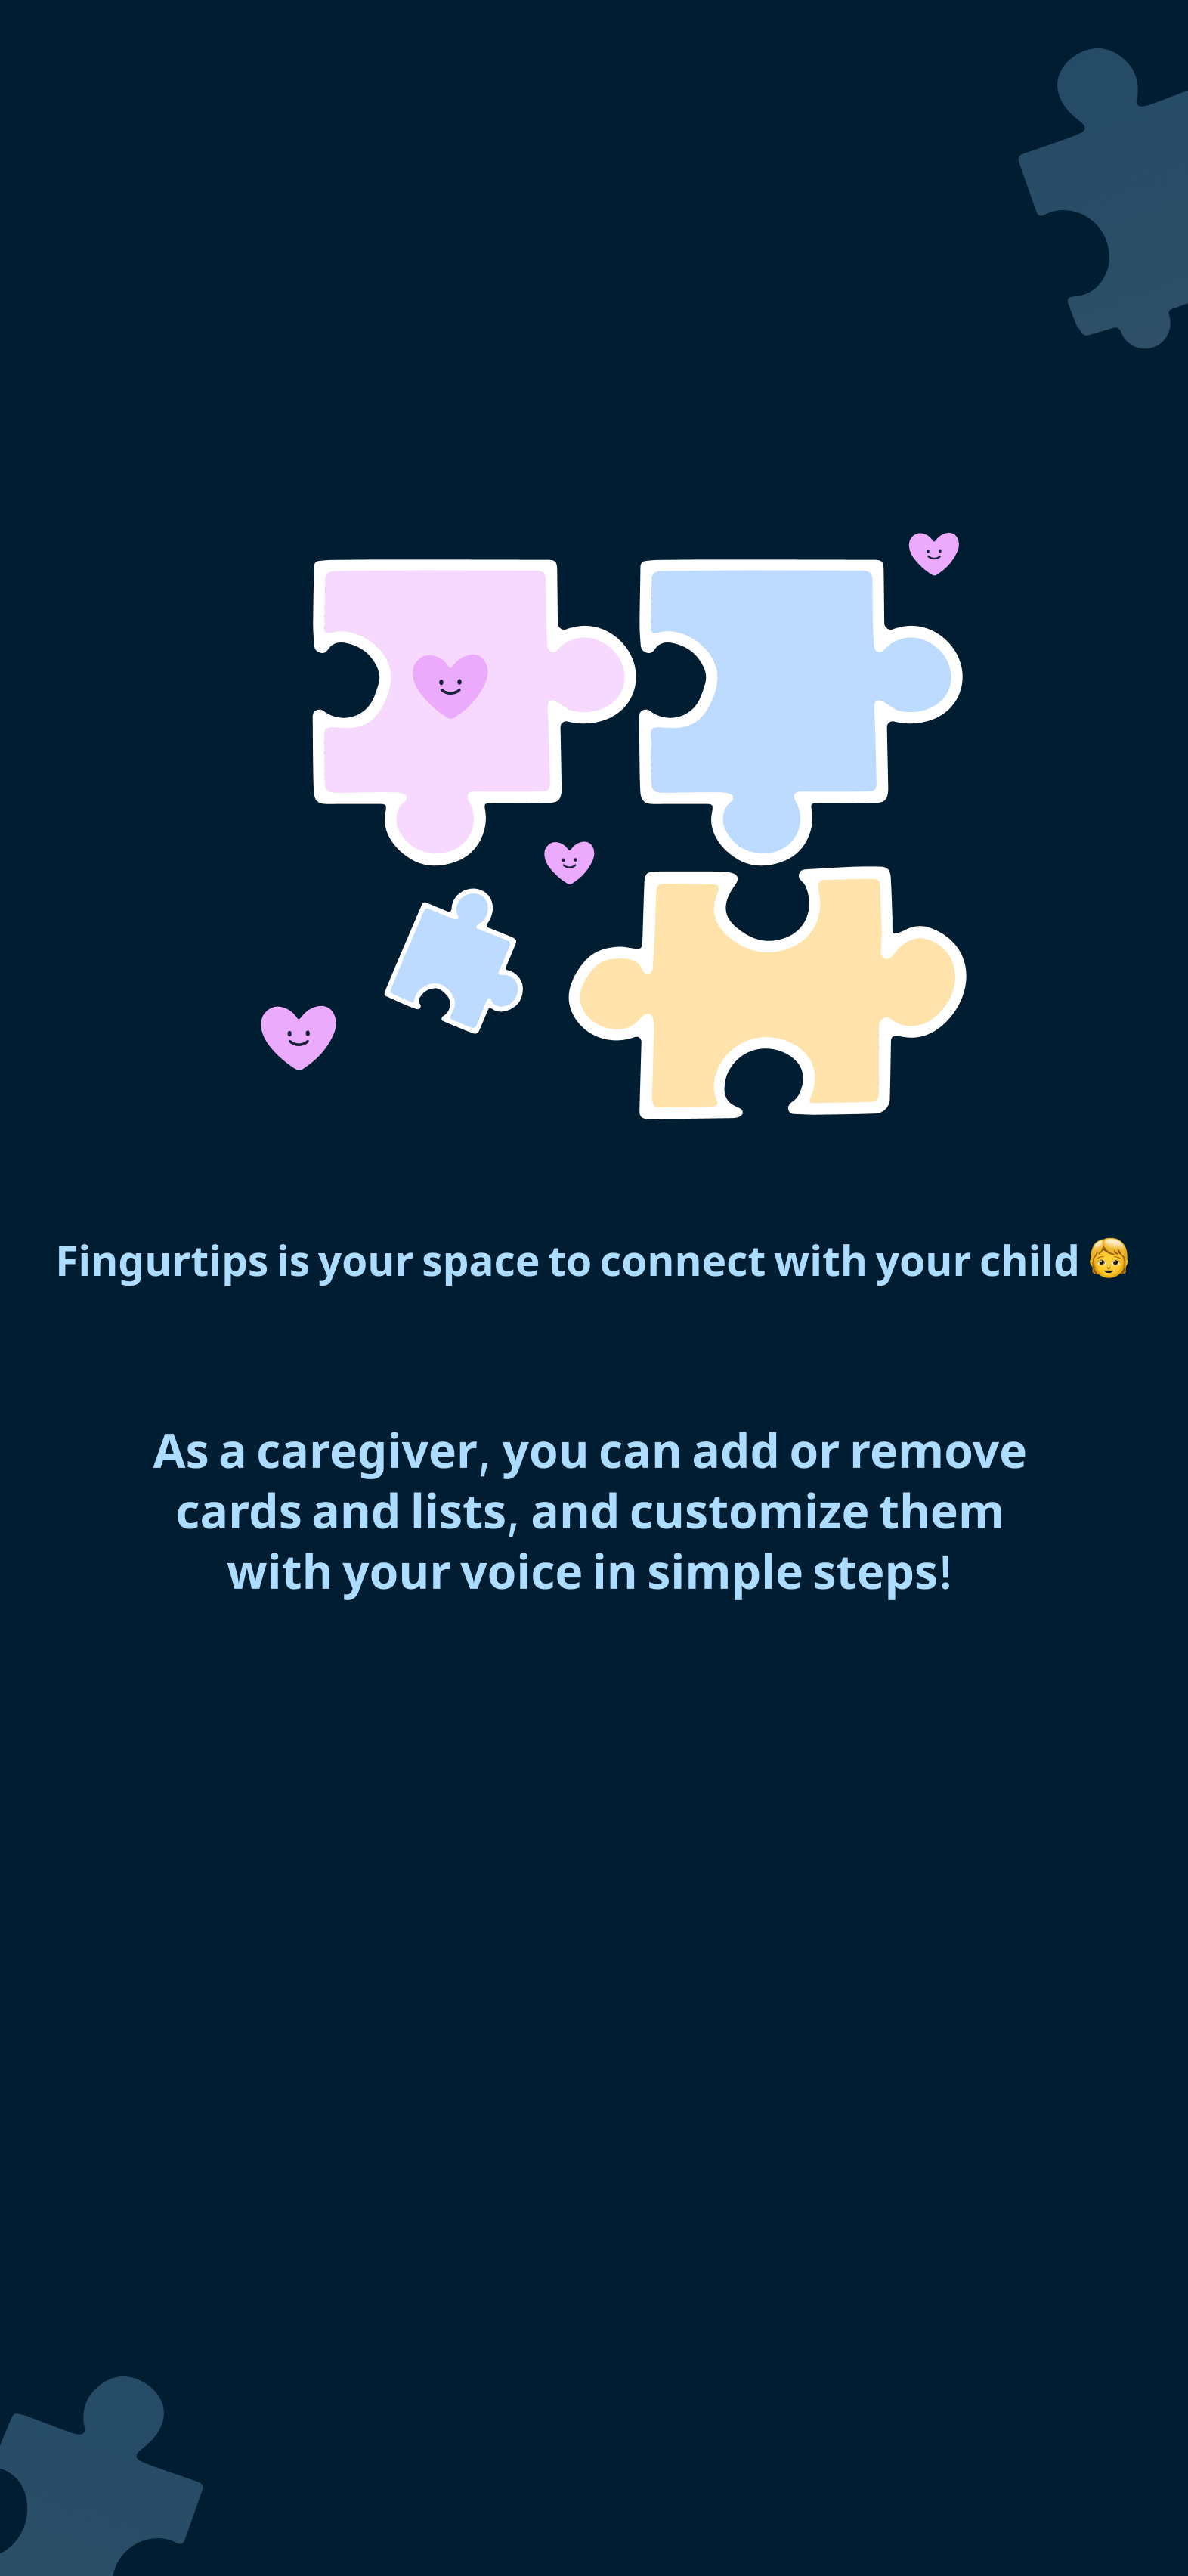 Fingurtips is your space to connect with your child 🧒
As a caregiver, you can add or remove
cards and lists, and customize them
with your voice in simple steps!